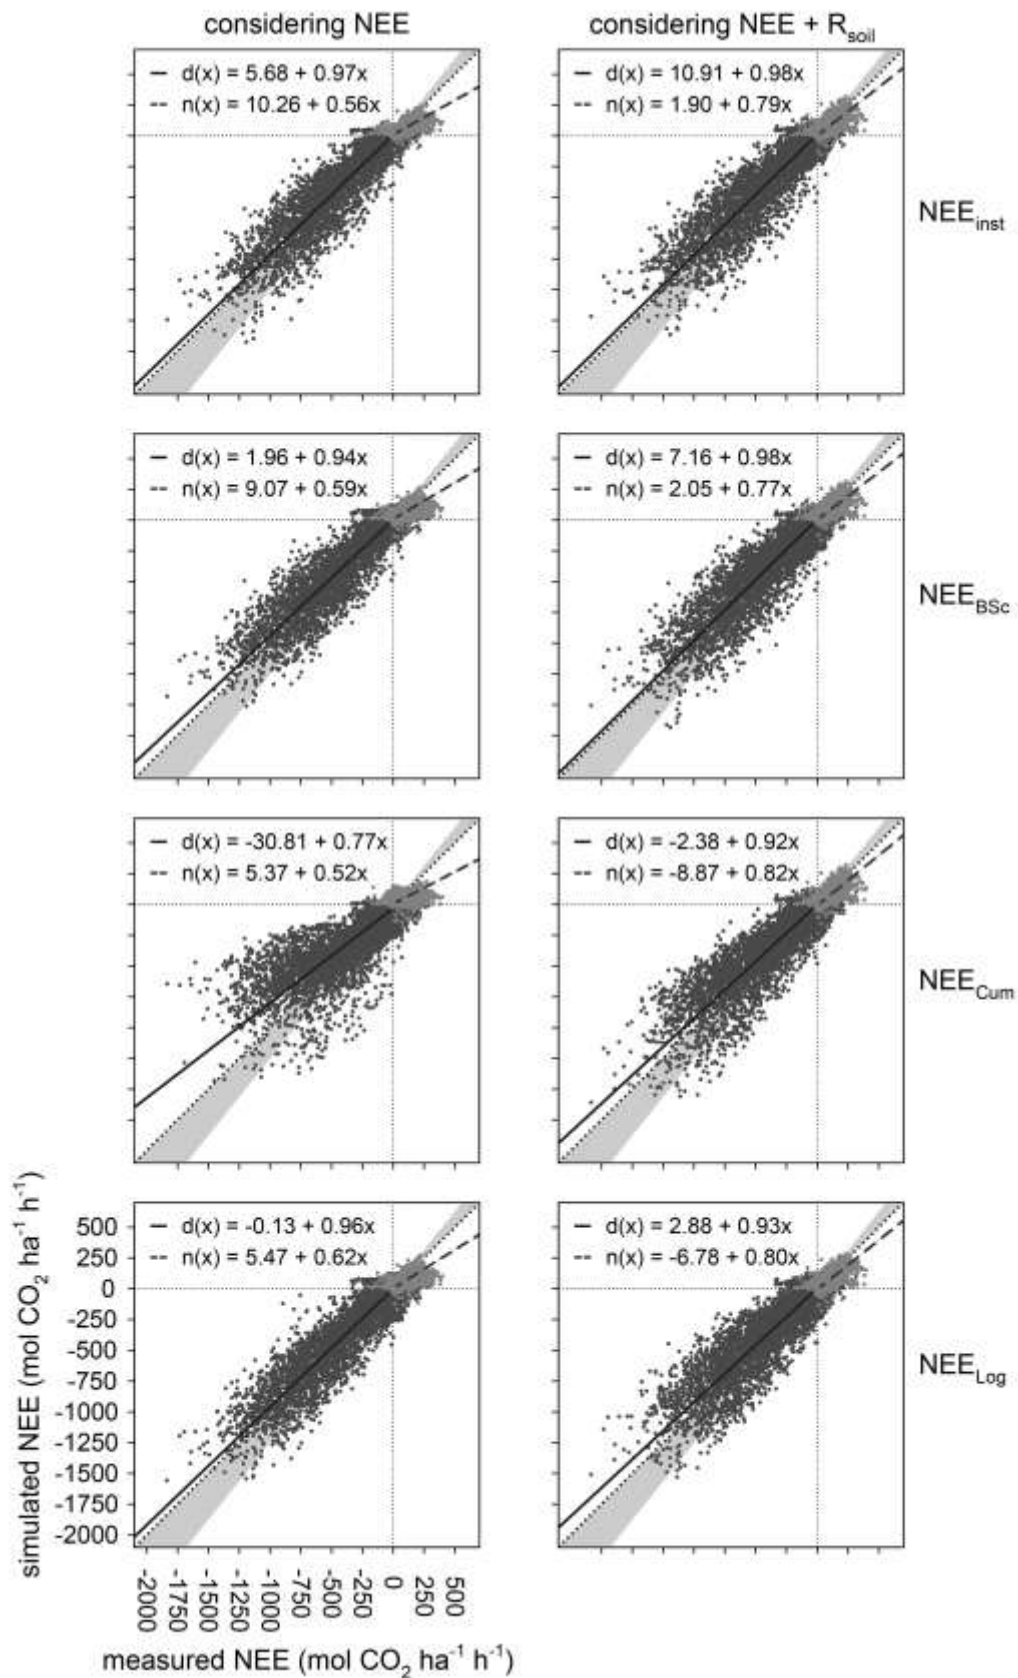 considering NEE
considering NEE + R_soil
d(x) = 5.68 + 0.97x
n(x) = 10.26 + 0.56x
d(x) = 10.91 + 0.98x
n(x) = 1.90 + 0.79x
NEE_inst
d(x) = 1.96 + 0.94x
n(x) = 9.07 + 0.59x
d(x) = 7.16 + 0.98x
n(x) = 2.05 + 0.77x
NEE_BSc
d(x) = -30.81 + 0.77x
n(x) = 5.37 + 0.52x
d(x) = -2.38 + 0.92x
n(x) = -8.87 + 0.82x
NEE_Cum
d(x) = -0.13 + 0.96x
n(x) = 5.47 + 0.62x
d(x) = 2.88 + 0.93x
n(x) = -6.78 + 0.80x
NEE_Log
simulated NEE (mol CO₂ ha⁻¹ h⁻¹)
500
250
0
-250
-500
-750
-1000
-1250
-1500
-1750
-2000
-2000
-1750
-1500
-1250
-1000
-750
-500
-250
0
250
500
measured NEE (mol CO₂ ha⁻¹ h⁻¹)